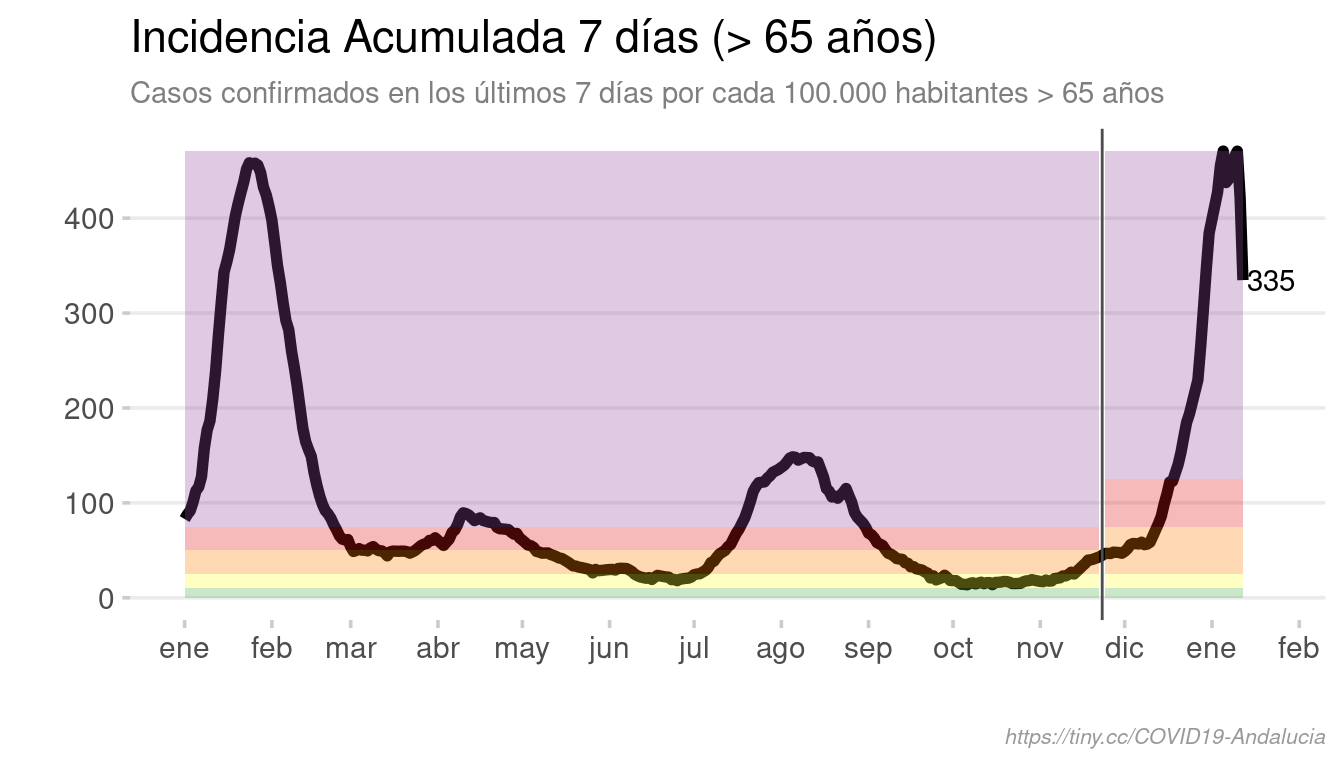 Incidencia Acumulada 7 días (> 65 años)
Casos confirmados en los últimos 7 días por cada 100.000 habitantes > 65 años
400
300
200
100
0
335
ene feb mar abr may jun jul ago sep oct nov dic ene feb
https://tiny.cc/COVID19-Andalucia